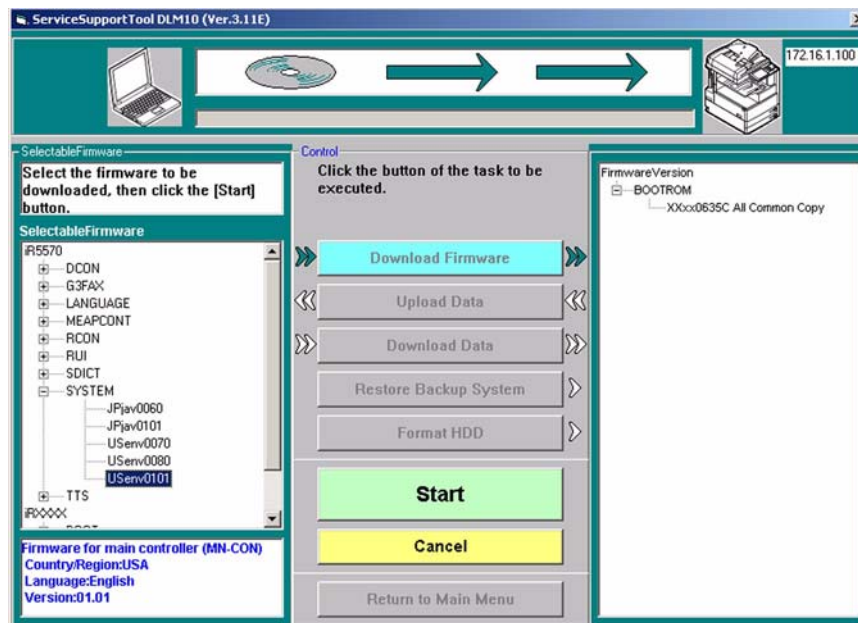 ServiceSupportTool DLM10 (Ver.3.11E)
172.16.1.100
SelectableFirmware
Select the firmware to be
downloaded, then click the [Start]
button.
SelectableFirmware
iR5570
DCON
G3FAX
LANGUAGE
MEAPCONT
RCON
RUI
SDICT
SYSTEM
JPjav0060
JPjav0101
USenv0070
USenv0080
USenv0101
TTS
iRXXXX
Firmware for main controller (MN-CON)
Country/Region:USA
Language:English
Version:01.01
Control
Click the button of the task to be
executed.
Download Firmware
Upload Data
Download Data
Restore Backup System
Format HDD
Start
Cancel
Return to Main Menu
FirmwareVersion
BOOTROM
XXxx0635C All Common Copy